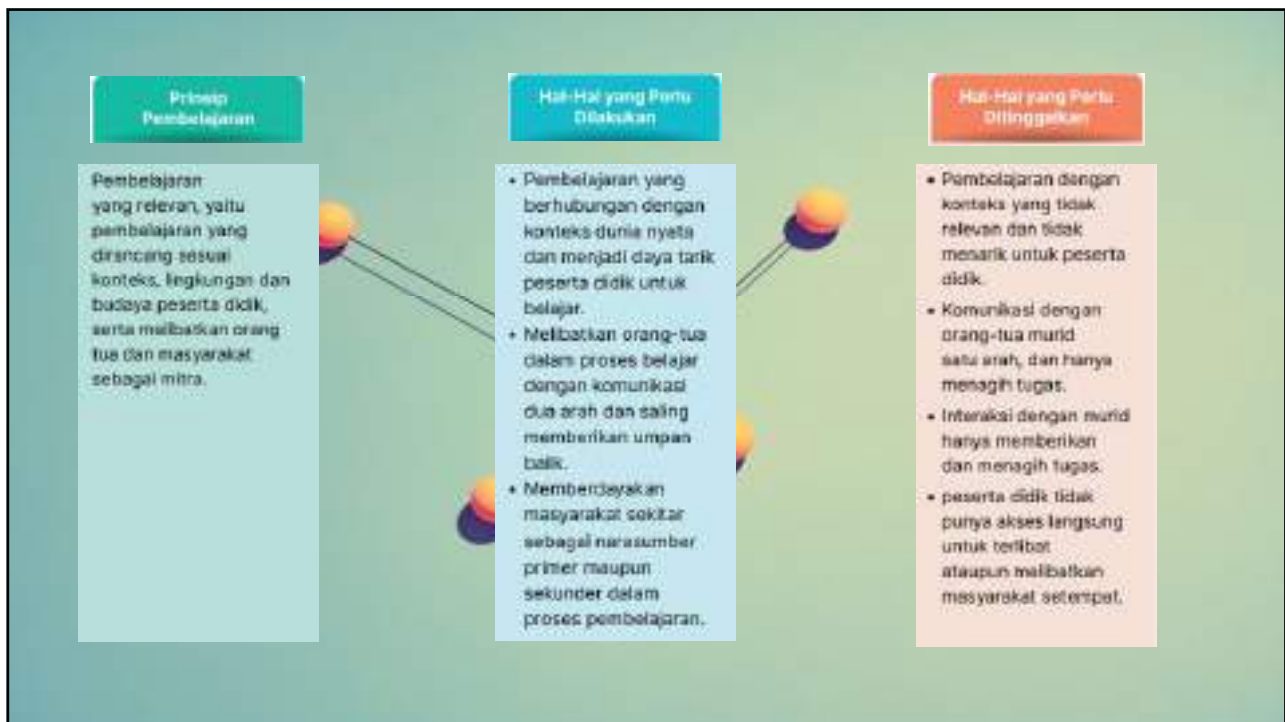 Prinsip
Pembelajaran
Pembelajaran
yang relevan, yaitu
pembelajaran yang
dirancang sesuai
konteks, lingkungan dan
budaya peserta didik,
serta melibatkan orang
tua dan masyarakat
sebagai mitra.
Hal-Hal yang Perlu
Dilakukan
• Pembelajaran yang
berhubungan dengan
konteks dunia nyata
dan menjadi daya tarik
peserta didik untuk
belajar.
• Melibatkan orang-tua
dalam proses belajar
dengan komunikasi
dua arah dan saling
memberikan umpan
balik.
• Memberdayakan
masyarakat sekitar
sebagai narasumber
primer maupun
sekunder dalam
proses pembelajaran.
Hal-Hal yang Perlu
Ditinggalkan
• Pembelajaran dengan
konteks yang tidak
relevan dan tidak
menarik untuk peserta
didik.
• Komunikasi dengan
orang-tua murid
satu arah, dan hanya
menagih tugas.
• Interaksi dengan murid
hanya memberikan
dan menagih tugas.
• peserta didik tidak
punya akses langsung
untuk terlibat
ataupun melibatkan
masyarakat setempat.